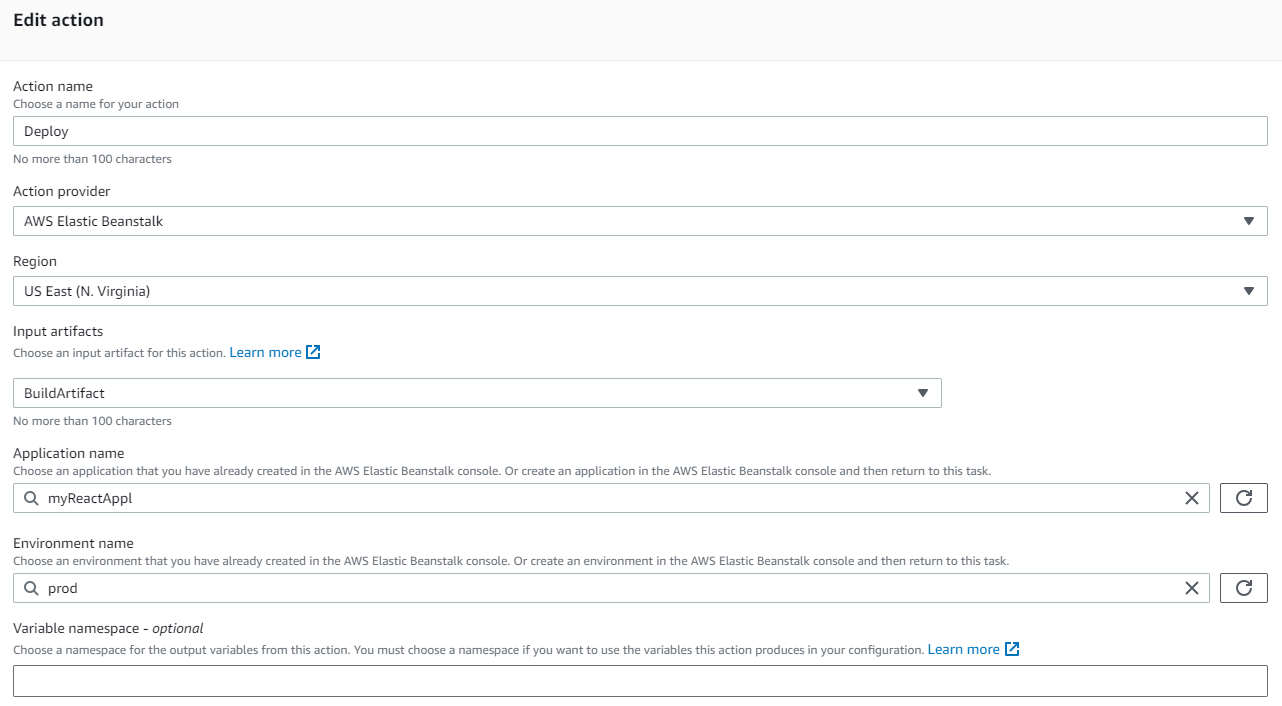 Edit action
Action name
Choose a name for your action
Deploy
No more than 100 characters
Action provider
AWS Elastic Beanstalk
Region
US East (N. Virginia)
Input artifacts
Choose an input artifact for this action. Learn more
BuildArtifact
No more than 100 characters
Application name
Choose an application that you have already created in the AWS Elastic Beanstalk console. Or create an application in the AWS Elastic Beanstalk console and then return to this task.
myReactAppl
Environment name
Choose an environment that you have already created in the AWS Elastic Beanstalk console. Or create an environment in the AWS Elastic Beanstalk console and then return to this task.
prod
Variable namespace - optional
Choose a namespace for the output variables from this action. You must choose a namespace if you want to use the variables this action produces in your configuration. Learn more